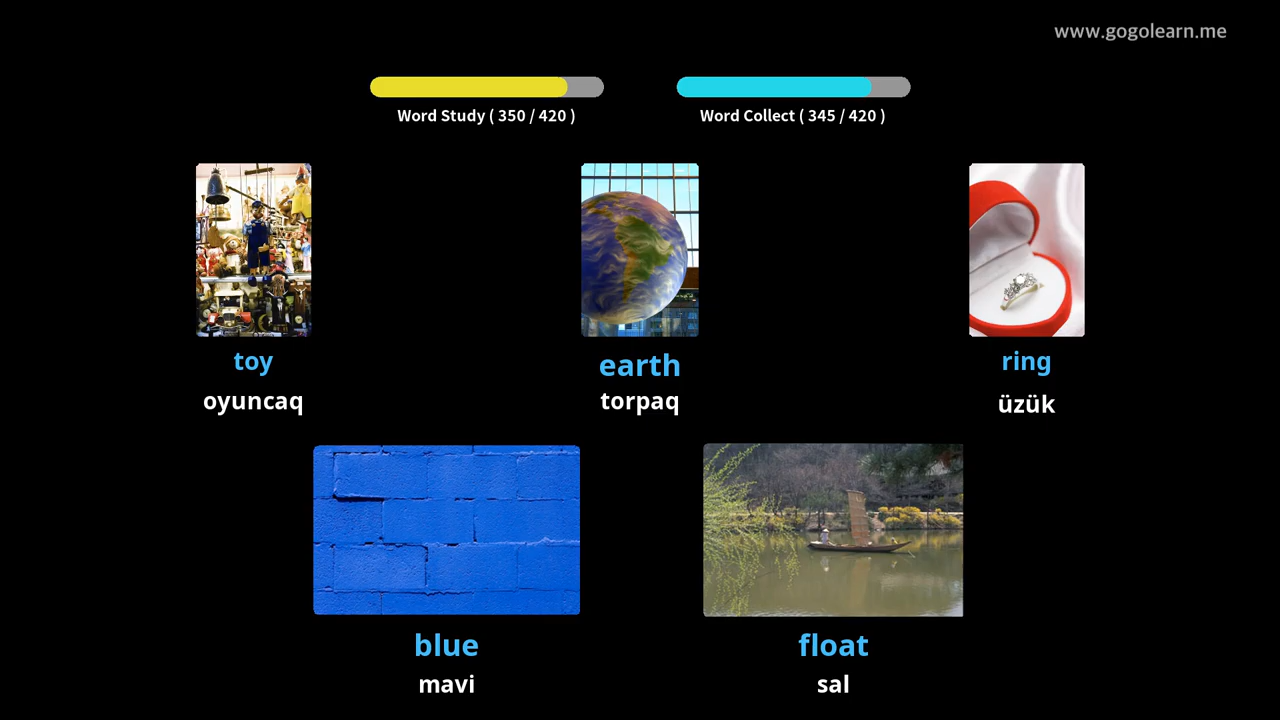 www.gogolearn.me
Word Study ( 350 / 420 )
Word Collect ( 345 / 420 )
toy
earth
ring
oyuncaq
torpaq
üzük
blue
float
mavi
sal